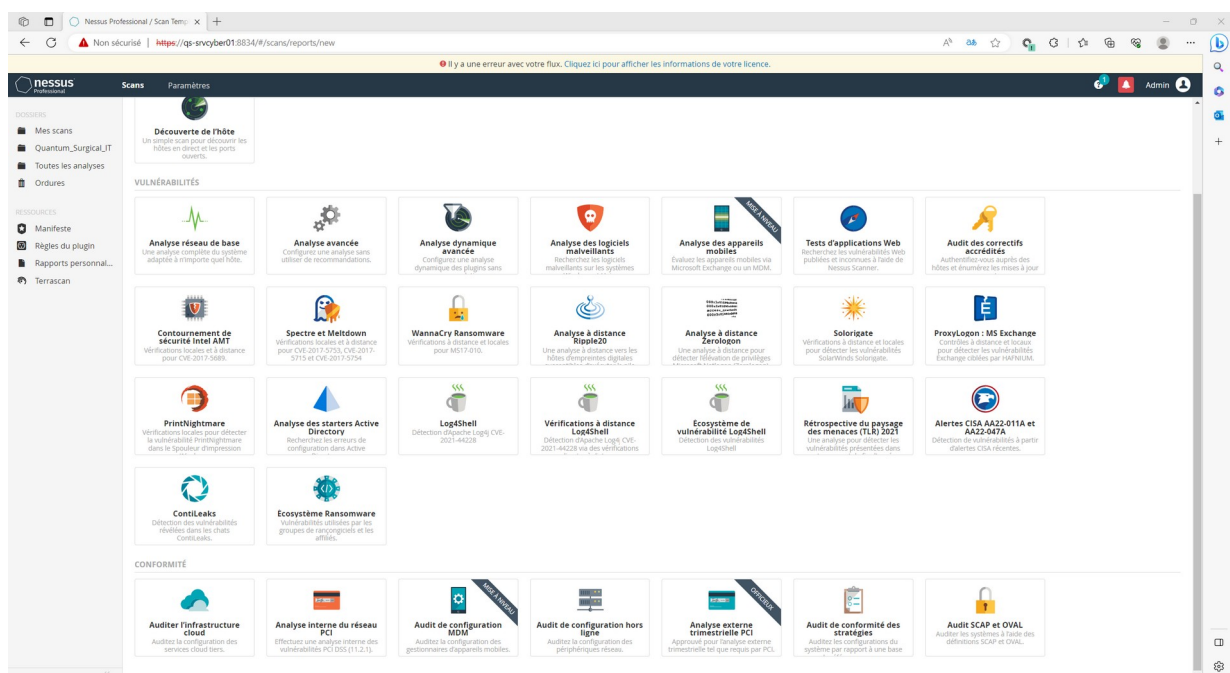 Nessus Professional / Scan Temp
Non sécurisé | https://qs-srvcyber01:8834/#/scans/reports/new
Il y a une erreur avec votre flux. Cliquez ici pour afficher les informations de votre licence.
nessus
Professional
Scans
Paramètres
1
Admin
DOSSIERS
Mes scans
Quantum_Surgical_IT
Toutes les analyses
Ordures
RESSOURCES
Manifeste
Règles du plugin
Rapports personnal...
Terrascan
Découverte de l'hôte
Un simple scan pour découvrir les
hôtes en direct et les ports
ouverts.
VULNÉRABILITÉS
Analyse réseau de base
Une analyse complète du système
adaptée à n'importe quel hôte.
Analyse avancée
Configurez une analyse sans
utiliser de recommandations.
Analyse dynamique
avancée
Configurez une analyse
dynamique des plugins sans
Analyse des logiciels
malveillants
Recherchez les logiciels
malveillants sur les systèmes
MISE À NIVEAU
Analyse des appareils
mobiles
Évaluez les appareils mobiles via
Microsoft Exchange ou un MDM.
Tests d'applications Web
Recherchez les vulnérabilités Web
publiées et inconnues à l'aide de
Nessus Scanner.
Audit des correctifs
accrédités
Authentifiez-vous auprès des
hôtes et énumérez les mises à jour
Contournement de
sécurité Intel AMT
Vérifications locales et à distance
pour CVE-2017-5689.
Spectre et Meltdown
Vérifications locales et à distance
pour CVE-2017-5753, CVE-2017-
5715 et CVE-2017-5754
WannaCry Ransomware
Vérifications à distance et locales
pour MS17-010.
Analyse à distance
Ripple20
Une analyse à distance vers les
hôtes d'empreintes digitales
Analyse à distance
Zerologon
Une analyse à distance pour
détecter l'élévation de privilèges
Solorigate
Vérifications à distance et locales
pour détecter les vulnérabilités
SolarWinds Solorigate.
É
ProxyLogon : MS Exchange
Contrôles à distance et locaux
pour détecter les vulnérabilités
Exchange ciblées par HAFNIUM.
PrintNightmare
Vérifications locales pour détecter
la vulnérabilité PrintNightmare
dans le Spouleur d'impression
Analyse des starters Active
Directory
Recherchez les erreurs de
configuration dans Active
Log4Shell
Détection d'Apache Log4j CVE-
2021-44228
Vérifications à distance
Log4Shell
Détection d'Apache Log4j CVE-
2021-44228 via des vérifications
Écosystème de
vulnérabilité Log4Shell
Détection des vulnérabilités
Log4Shell
Rétrospective du paysage
des menaces (TLR) 2021
Une analyse pour détecter les
vulnérabilités présentées dans
Alertes CISA AA22-011A et
AA22-047A
Détection de vulnérabilités à partir
d'alertes CISA récentes.
ContiLeaks
Détection des vulnérabilités
révélées dans les chats
ContiLeaks.
Écosystème Ransomware
Vulnérabilités utilisées par les
groupes de rançongiciels et les
affiliés.
CONFORMITÉ
Auditer l'infrastructure
cloud
Auditez la configuration des
services cloud tiers.
Analyse interne du réseau
PCI
Effectuez une analyse interne des
vulnérabilités PCI DSS (11.2.1).
MISE À NIVEAU
Audit de configuration
MDM
Auditez la configuration des
gestionnaires d'appareils mobiles.
Audit de configuration hors
ligne
Auditez la configuration des
périphériques réseau.
OFFICIEUX
Analyse externe
trimestrielle PCI
Approuvé pour l'analyse externe
trimestrielle tel que requis par PCI.
Audit de conformité des
stratégies
Auditez les configurations du
système par rapport à une base
Audit SCAP et OVAL
Auditer les systèmes à l'aide des
définitions SCAP et OVAL.